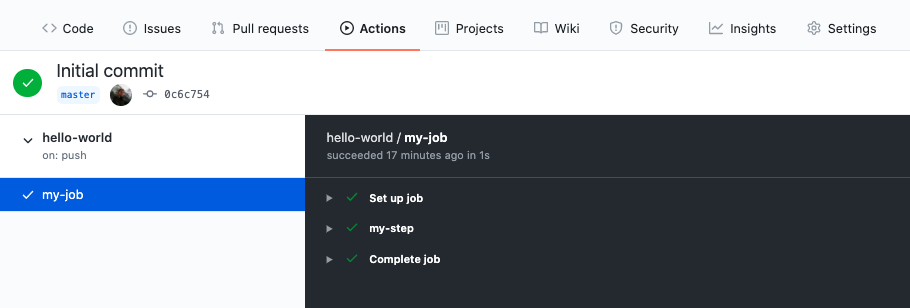 Code Issues Pull requests Actions Projects Wiki Security Insights Settings
Initial commit
master 0c6c754
hello-world
on: push
my-job
hello-world / my-job
succeeded 17 minutes ago in 1s
Set up job
my-step
Complete job